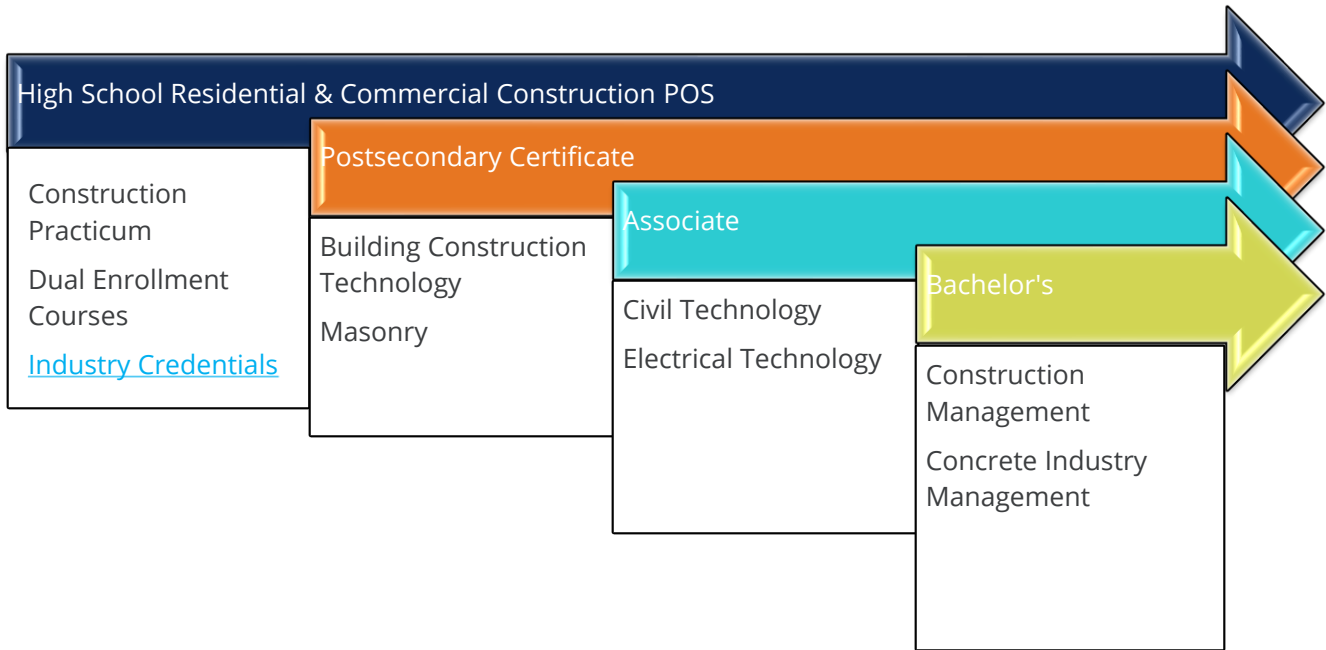 High School Residential & Commercial Construction POS
Construction
Practicum
Dual Enrollment
Courses
Industry Credentials
Postsecondary Certificate
Building Construction
Technology
Masonry
Associate
Civil Technology
Electrical Technology
Bachelor's
Construction
Management
Concrete Industry
Management